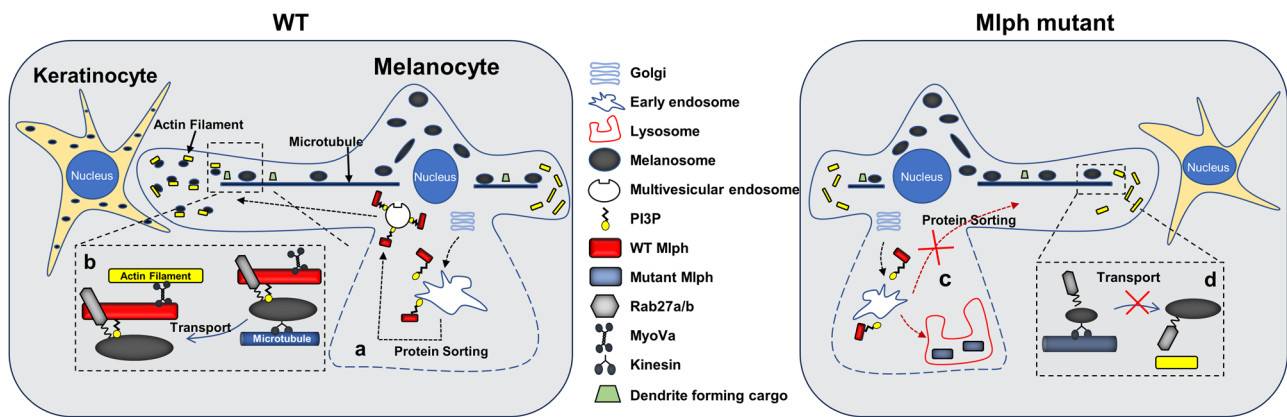 WT
Keratinocyte
Melanocyte
Actin Filament
Microtubule
Nucleus
Nucleus
b
Actin Filament
Transport
Microtubule
a
Protein Sorting
Golgi
Early endosome
Lysosome
Melanosome
Multivesicular endosome
PI3P
WT Mlph
Mutant Mlph
Rab27a/b
MyoVa
Kinesin
Dendrite forming cargo
Mlph mutant
Nucleus
Nucleus
Protein Sorting
c
Transport
d